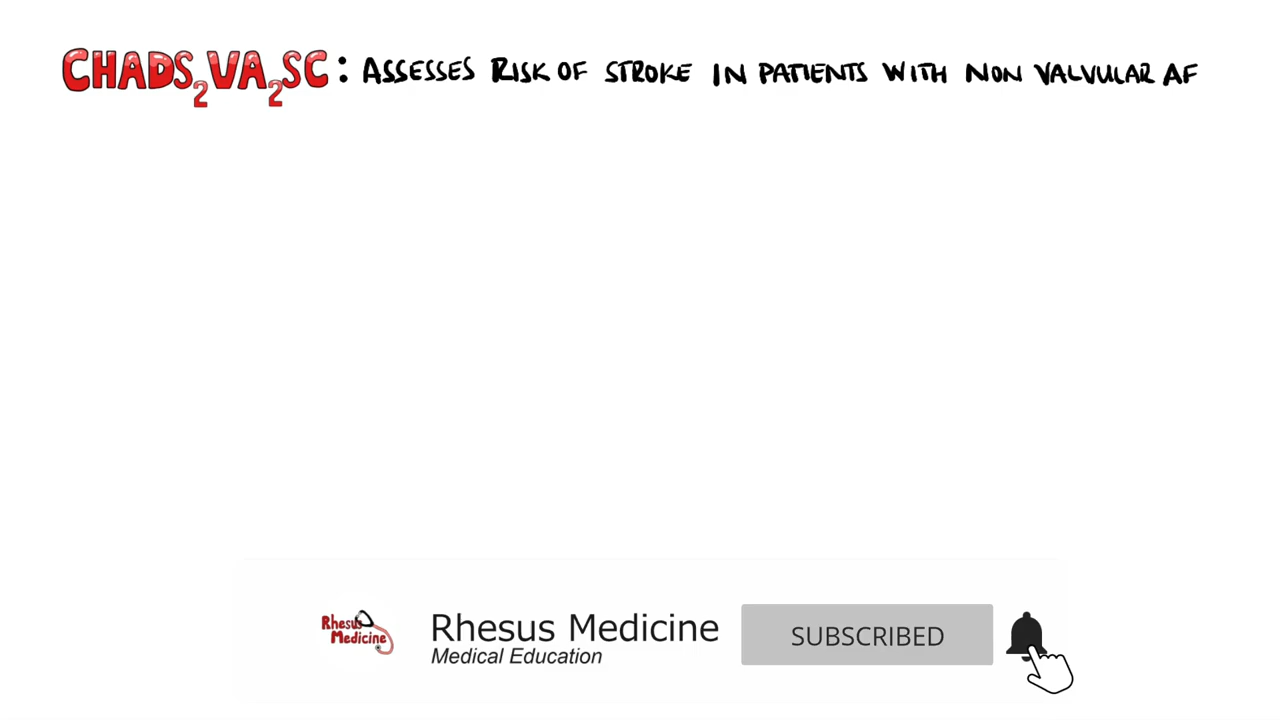 CHADS2VA2SC : ASSESSES RISK OF STROKE IN PATIENTS WITH NON VALVULAR AF
Rhesus Medicine
Rhesus Medicine
Medical Education
SUBSCRIBED